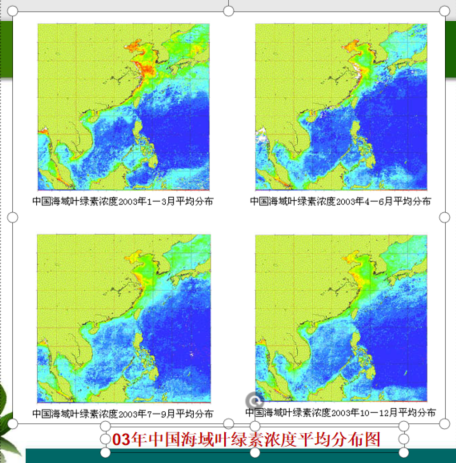 中国海域叶绿素浓度2003年1—3月平均分布
中国海域叶绿素浓度2003年4—6月平均分布
中国海域叶绿素浓度2003年7—9月平均分布
中国海域叶绿素浓度2003年10—12月平均分布
03年中国海域叶绿素浓度平均分布图